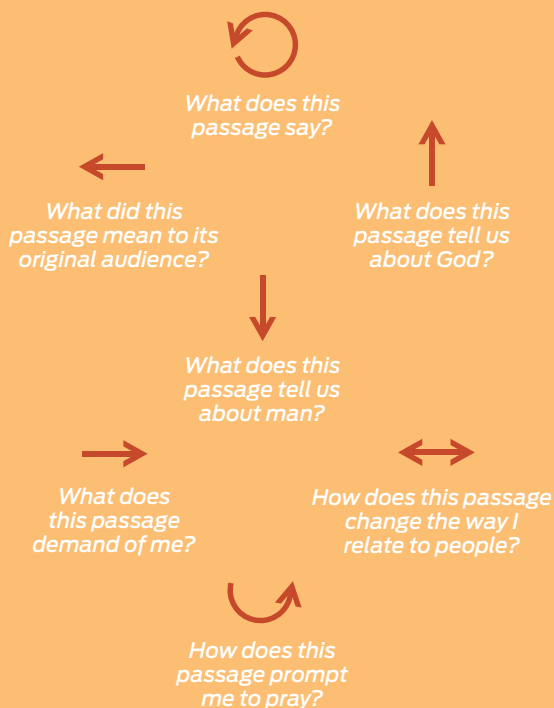 What does this
passage say?
What did this
passage mean to its
original audience?
What does this
passage tell us
about God?
What does this
passage tell us
about man?
What does
this passage
demand of me?
How does this passage
change the way I
relate to people?
How does this
passage prompt
me to pray?